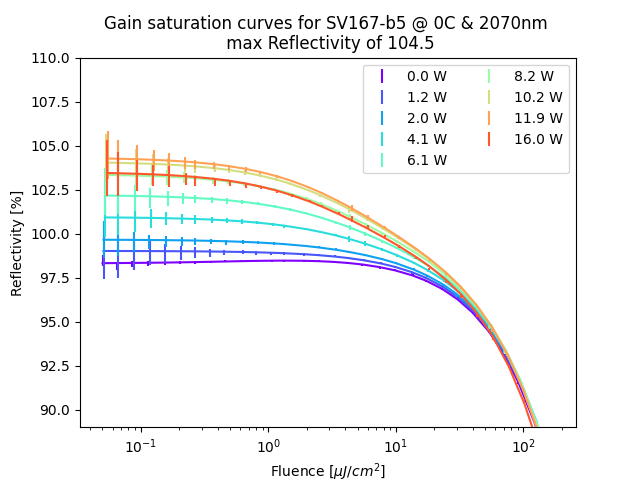 Gain saturation curves for SV167-b5 @ 0C & 2070nm
max Reflectivity of 104.5
110.0
107.5
105.0
102.5
100.0
97.5
95.0
92.5
90.0
Reflectivity [%]
0.0 W
1.2 W
2.0 W
4.1 W
6.1 W
8.2 W
10.2 W
11.9 W
16.0 W
10⁻¹ 10⁰ 10¹ 10²
Fluence [μJ/cm²]